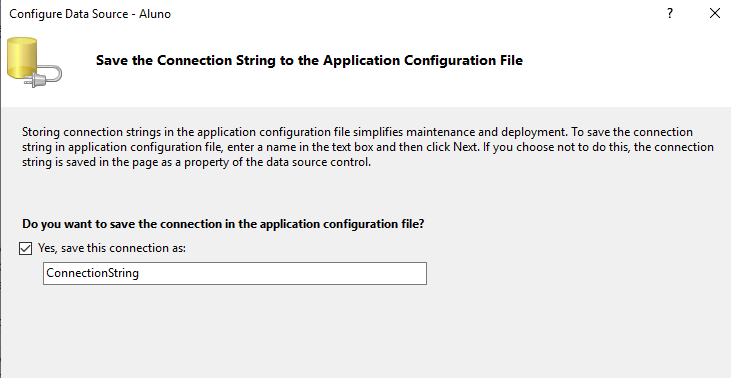 Configure Data Source - Aluno
?
Save the Connection String to the Application Configuration File
Storing connection strings in the application configuration file simplifies maintenance and deployment. To save the connection
string in application configuration file, enter a name in the text box and then click Next. If you choose not to do this, the connection
string is saved in the page as a property of the data source control.
Do you want to save the connection in the application configuration file?
Yes, save this connection as:
ConnectionString